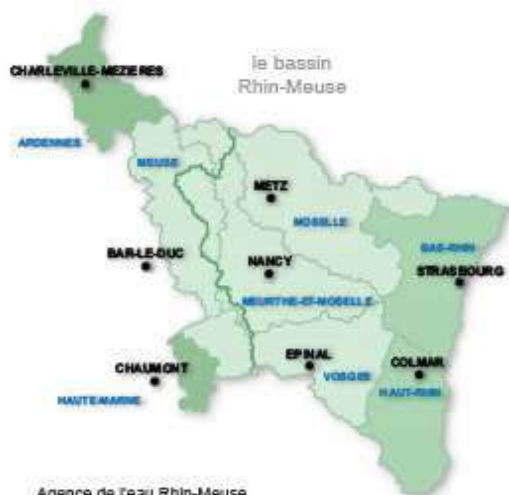 le bassin
Rhin-Meuse
CHARLEVILLE-MEZIERES
ARDENNES
MEUSE
METZ
MOSELLE
BAS-RHIN
BAR-LE-DUC
NANCY
STRASBOURG
MEURTHE-ET-MOSELLE
EPINAL
CHAUMONT
VOSGES
COLMAR
HAUT-RHIN
HAUTE-MARNE
Agence de l'eau Rhin-Meuse